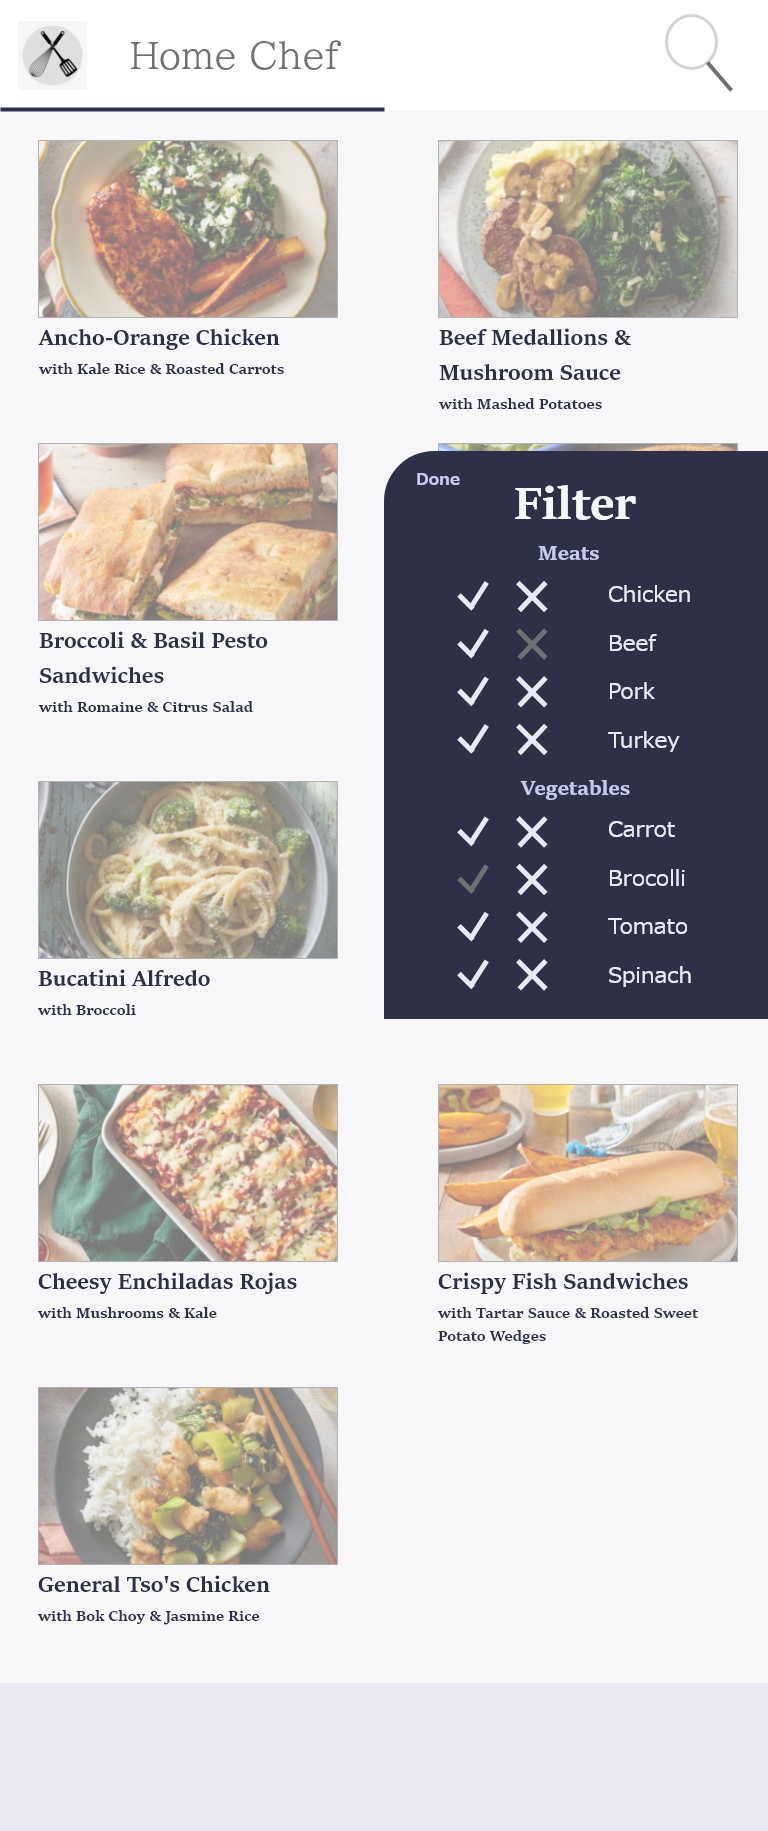 Home Chef
Ancho-Orange Chicken
with Kale Rice & Roasted Carrots
Beef Medallions &
Mushroom Sauce
with Mashed Potatoes
Broccoli & Basil Pesto
Sandwiches
with Romaine & Citrus Salad
Done
Filter
Meats
Chicken
Beef
Pork
Turkey
Vegetables
Carrot
Brocolli
Tomato
Spinach
Bucatini Alfredo
with Broccoli
Cheesy Enchiladas Rojas
with Mushrooms & Kale
Crispy Fish Sandwiches
with Tartar Sauce & Roasted Sweet
Potato Wedges
General Tso's Chicken
with Bok Choy & Jasmine Rice